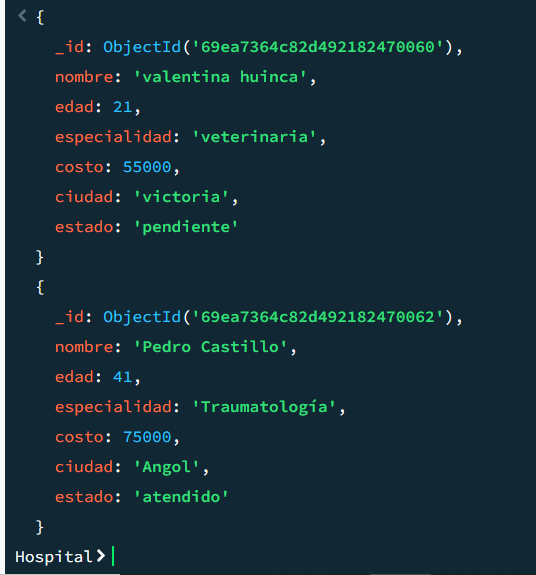 {
_id: ObjectId('69ea7364c82d492182470060'),
nombre: 'valentina huinca',
edad: 21,
especialidad: 'veterinaria',
costo: 55000,
ciudad: 'victoria',
estado: 'pendiente'
}
{
_id: ObjectId('69ea7364c82d492182470062'),
nombre: 'Pedro Castillo',
edad: 41,
especialidad: 'Traumatología',
costo: 75000,
ciudad: 'Angol',
estado: 'atendido'
}
Hospital>